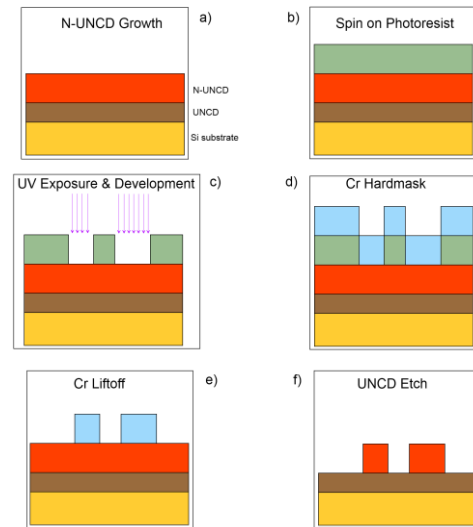 N-UNCD Growth
a)
N-UNCD
UNCD
Si substrate
Spin on Photoresist
b)
UV Exposure & Development
c)
Cr Hardmask
d)
Cr Liftoff
e)
UNCD Etch
f)